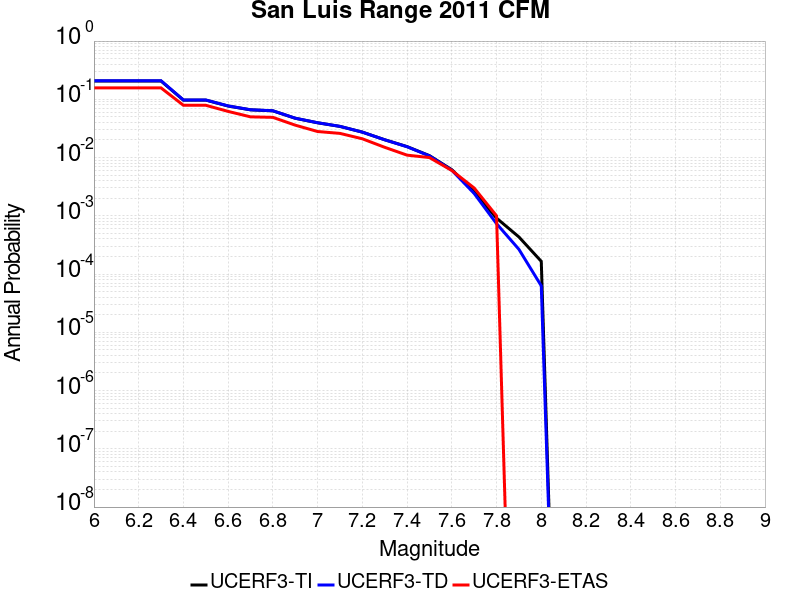 San Luis Range 2011 CFM
10^0
10^-1
10^-2
10^-3
10^-4
10^-5
10^-6
10^-7
10^-8
Annual Probability
6 6.2 6.4 6.6 6.8 7 7.2 7.4 7.6 7.8 8 8.2 8.4 8.6 8.8 9
Magnitude
UCERF3-TI UCERF3-TD UCERF3-ETAS